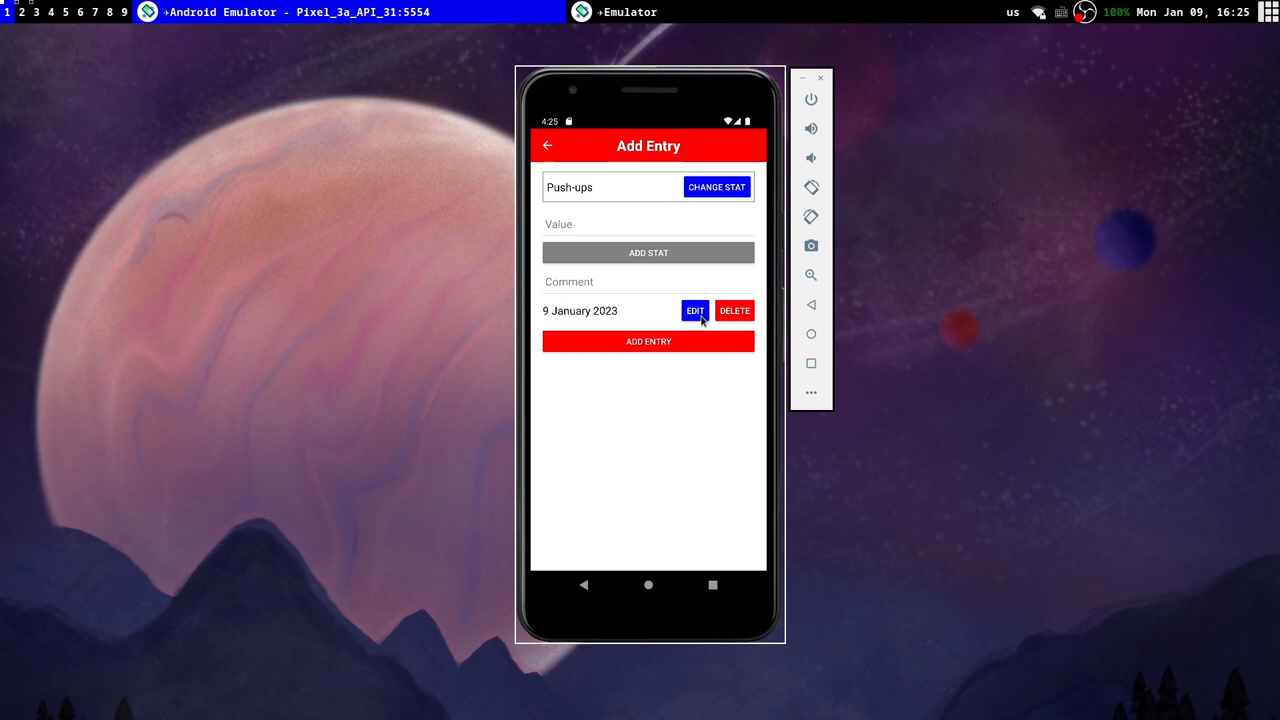 1 2 3 4 5 6 7 8 9 ✈Android Emulator - Pixel_3a_API_31:5554 ✈Emulator us 100% Mon Jan 09, 16:25
4:25
Add Entry
Push-ups CHANGE STAT
Value
ADD STAT
Comment
9 January 2023 EDIT DELETE
ADD ENTRY